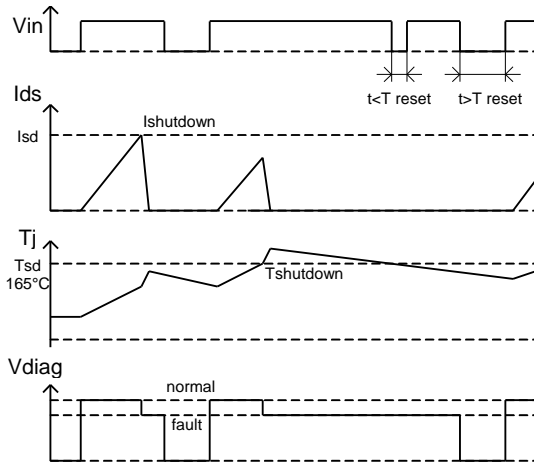 Vin
t<T reset
t>T reset
Ids
Isd
Ishutdown
Tj
Tsd
165°C
Tshutdown
Vdiag
normal
fault